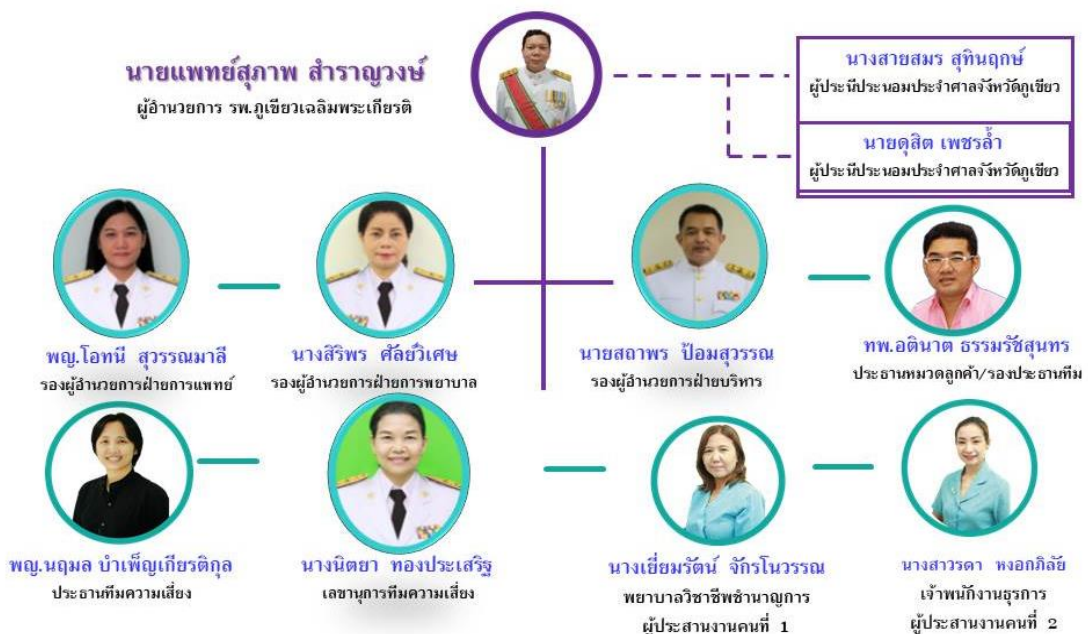 นายแพทย์สุภาพ สำราญวงษ์
ผู้อำนวยการ รพ.ภูเขียวเฉลิมพระเกียรติ
นางสายสมร สุทินฤกษ์
ผู้ประนีประนอมประจำศาลจังหวัดภูเขียว
นายดุสิต เพชรล้ำ
ผู้ประนีประนอมประจำศาลจังหวัดภูเขียว
พญ.โอทนี สุวรรณมาลี
รองผู้อำนวยการฝ่ายการแพทย์
นางสิริพร ศัลย์วิเศษ
รองผู้อำนวยการฝ่ายการพยาบาล
นายสถาพร ป้อมสุวรรณ
รองผู้อำนวยการฝ่ายบริหาร
ทพ.อตินาต ธรรมรัชสุนทร
ประธานหมวดลูกค้า/รองประธานทีม
พญ.นฤมล บำเพ็ญเกียรติกุล
ประธานทีมความเสี่ยง
นางนิตยา ทองประเสริฐ
เลขานุการทีมความเสี่ยง
นางเยี่ยมรัตน์ จักรโนวรรณ
พยาบาลวิชาชีพชำนาญการ
ผู้ประสานงานคนที่ 1
นางสาวรดา หงอกภิลัย
เจ้าพนักงานธุรการ
ผู้ประสานงานคนที่ 2